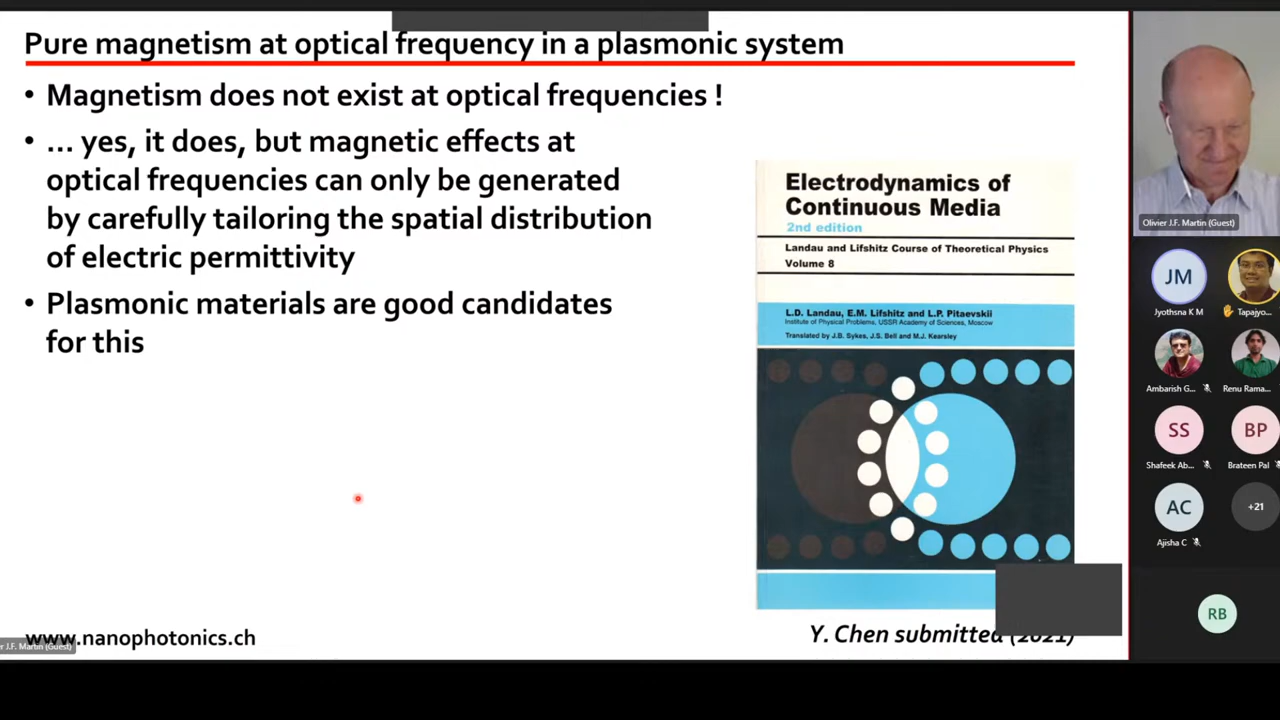 Pure magnetism at optical frequency in a plasmonic system
• Magnetism does not exist at optical frequencies !
• ... yes, it does, but magnetic effects at
optical frequencies can only be generated
by carefully tailoring the spatial distribution
of electric permittivity
• Plasmonic materials are good candidates
for this
Electrodynamics of
Continuous Media
2nd edition
Landau and Lifshitz Course of Theoretical Physics
Volume 8
L.D. Landau, E.M. Lifshitz and L.P. Pitaevskii
Institute of Physical Problems, USSR Academy of Sciences, Moscow
Translated by J.B. Sykes, J.S. Bell and M.J. Kearsley
www.nanophotonics.ch
r J.F. Martin (Guest)
Y. Chen submitted (2021)
Olivier J.F. Martin (Guest)
JM
Jyothsna K M
Tapajyo...
Ambarish G...
Renu Rama...
SS
Shafeek Ab...
BP
Brateen Pal
AC
Ajisha C
+21
RB